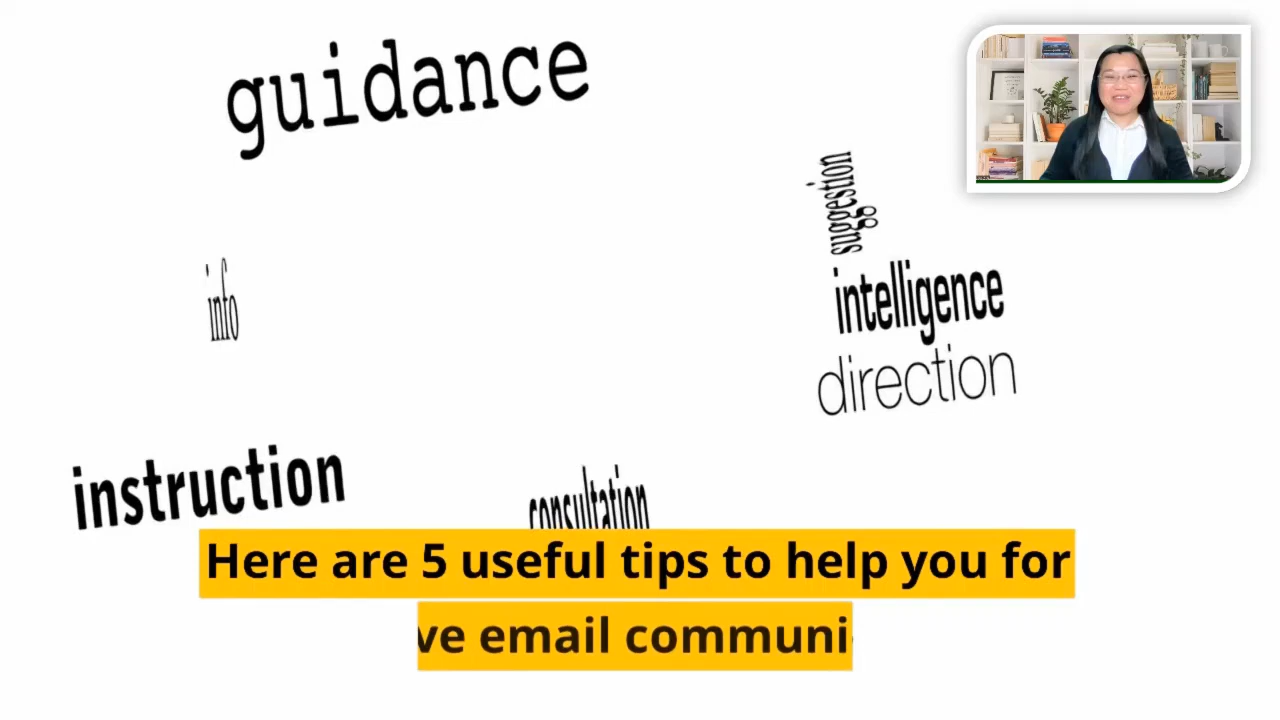 guidance
suggestion
info
intelligence
direction
instruction
consultation
Here are 5 useful tips to help you for
ve email communi